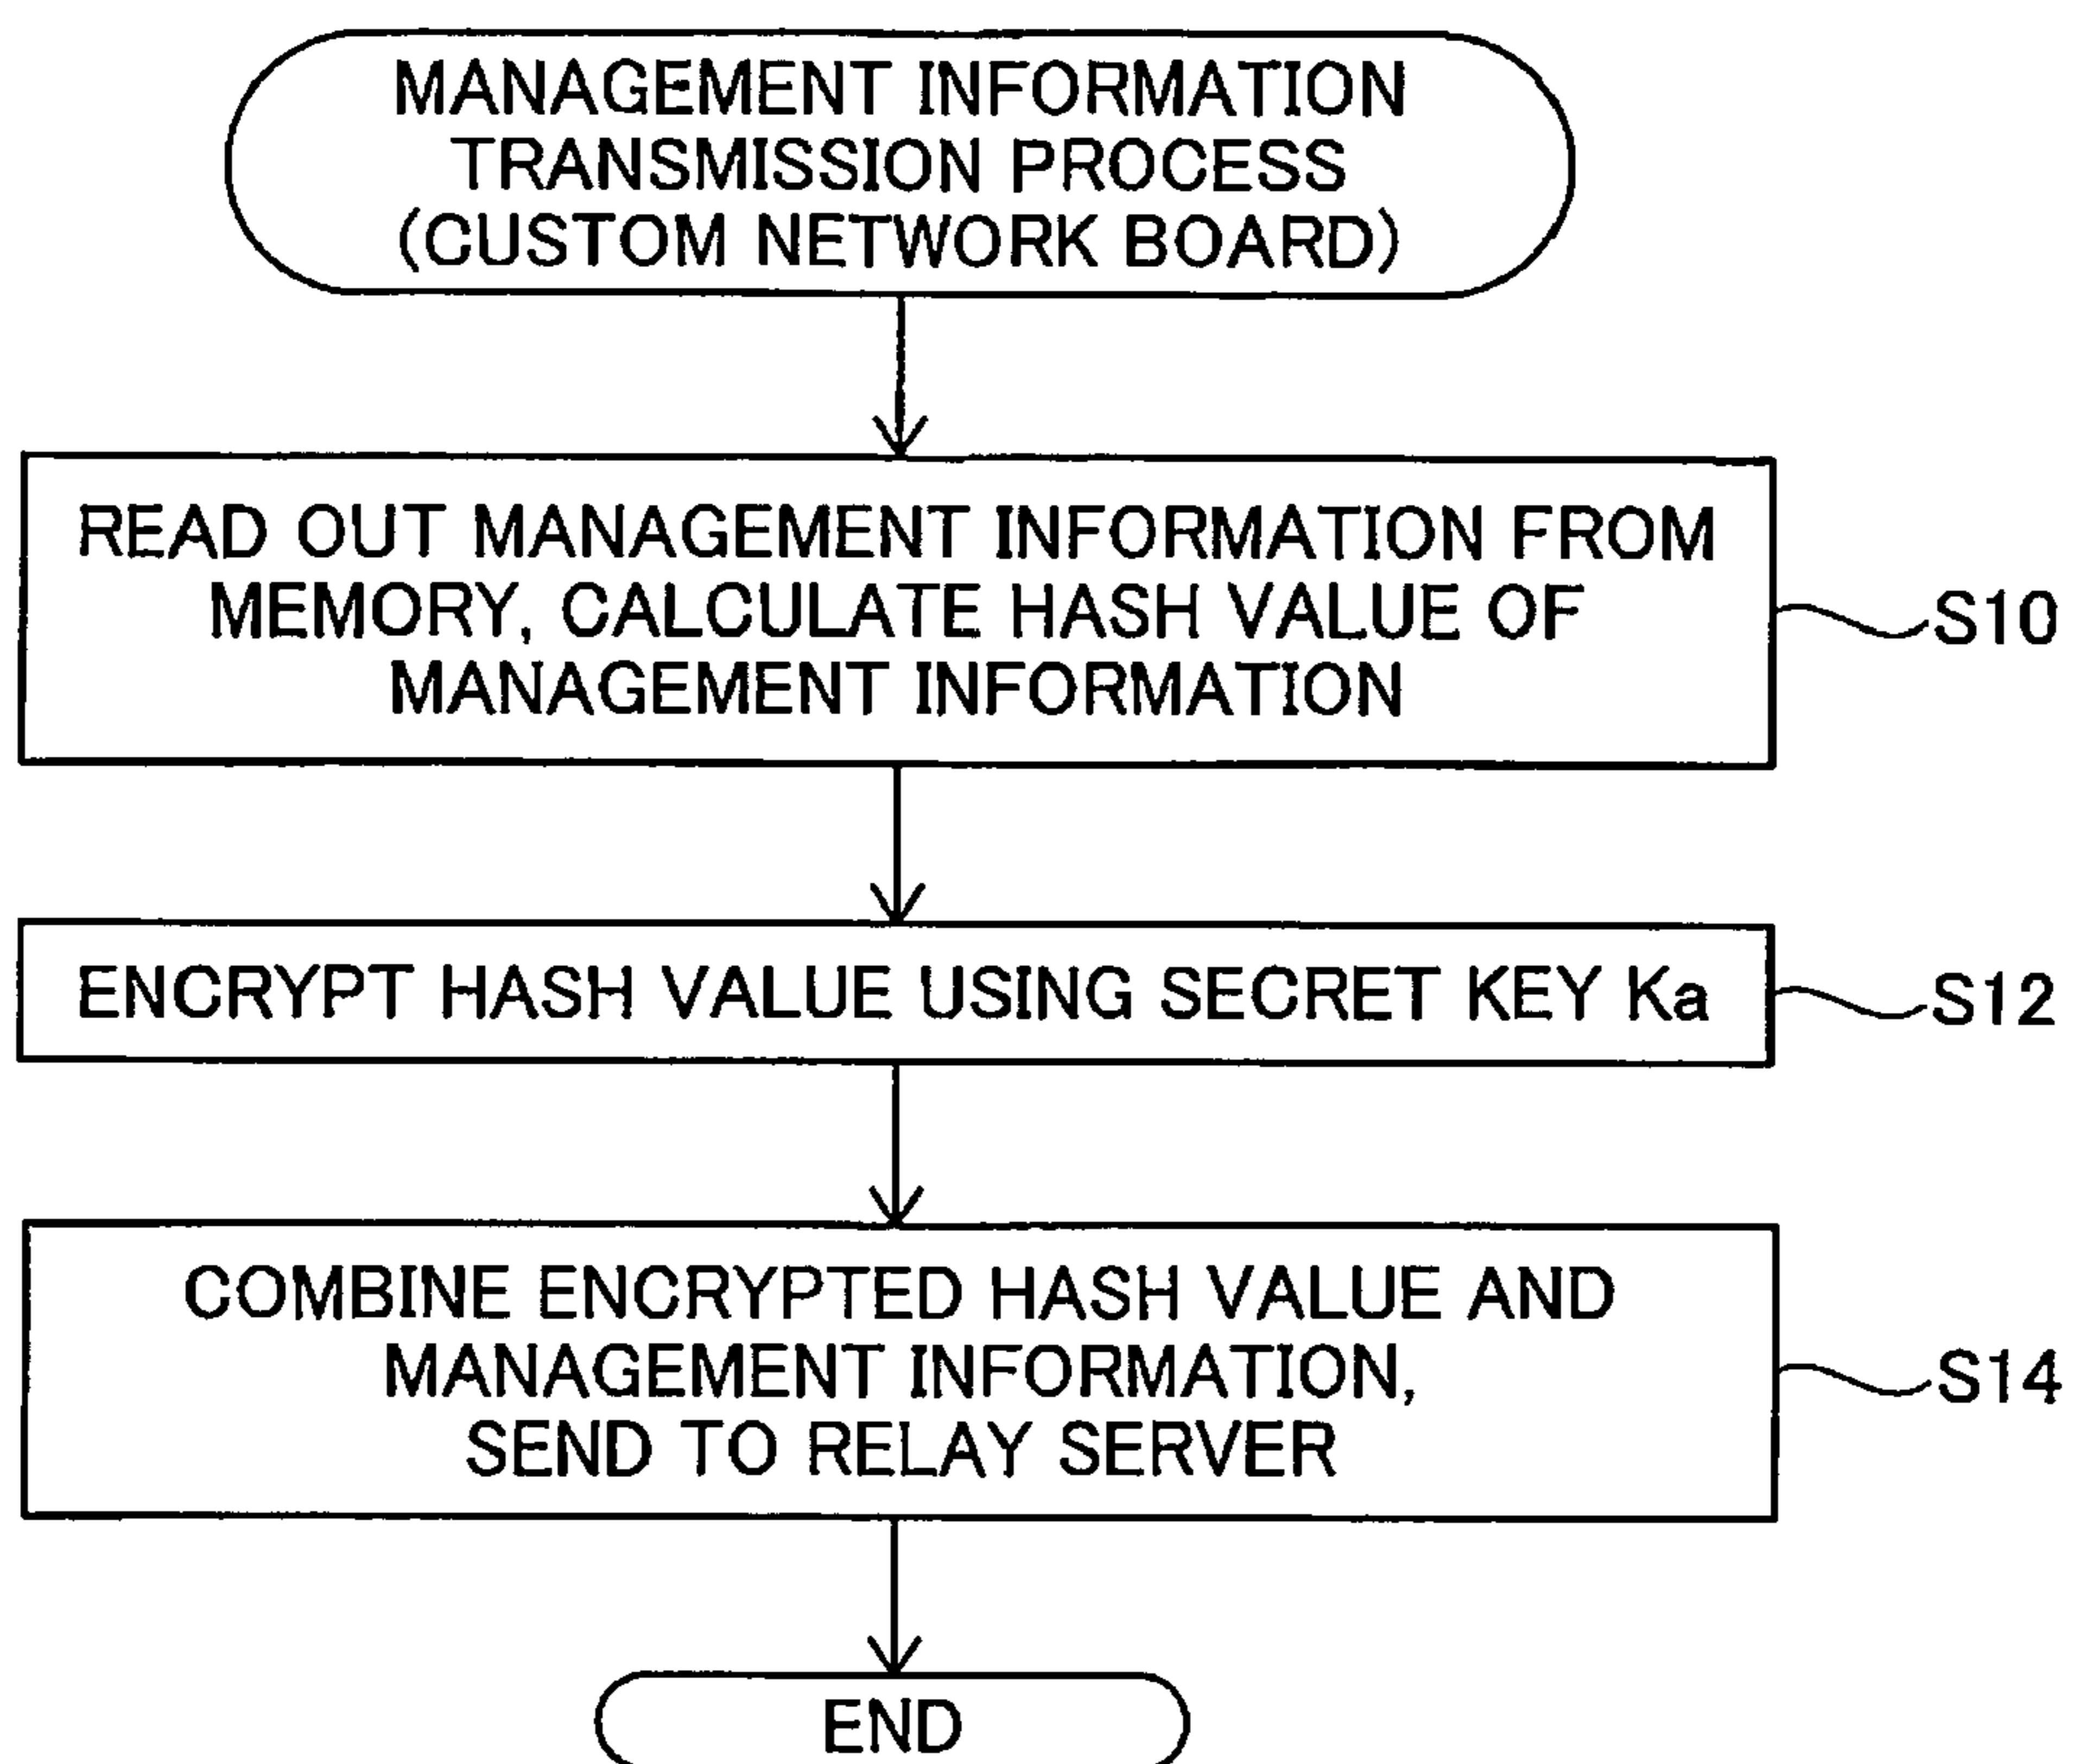 MANAGEMENT INFORMATION
TRANSMISSION PROCESS
(CUSTOM NETWORK BOARD)
READ OUT MANAGEMENT INFORMATION FROM
MEMORY, CALCULATE HASH VALUE OF
MANAGEMENT INFORMATION
S10
ENCRYPT HASH VALUE USING SECRET KEY Ka
S12
COMBINE ENCRYPTED HASH VALUE AND
MANAGEMENT INFORMATION,
SEND TO RELAY SERVER
S14
END